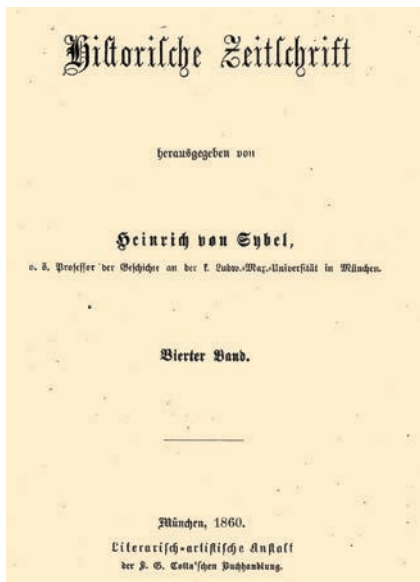 Historische Zeitschrift
herausgegeben von
Heinrich von Sybel,
o. ö. Professor der Geschichte an der k. Ludw.-Max.-Universität in München.
Vierter Band.
München, 1860.
Literarisch-artistische Anstalt
der J. G. Cotta'schen Buchhandlung.